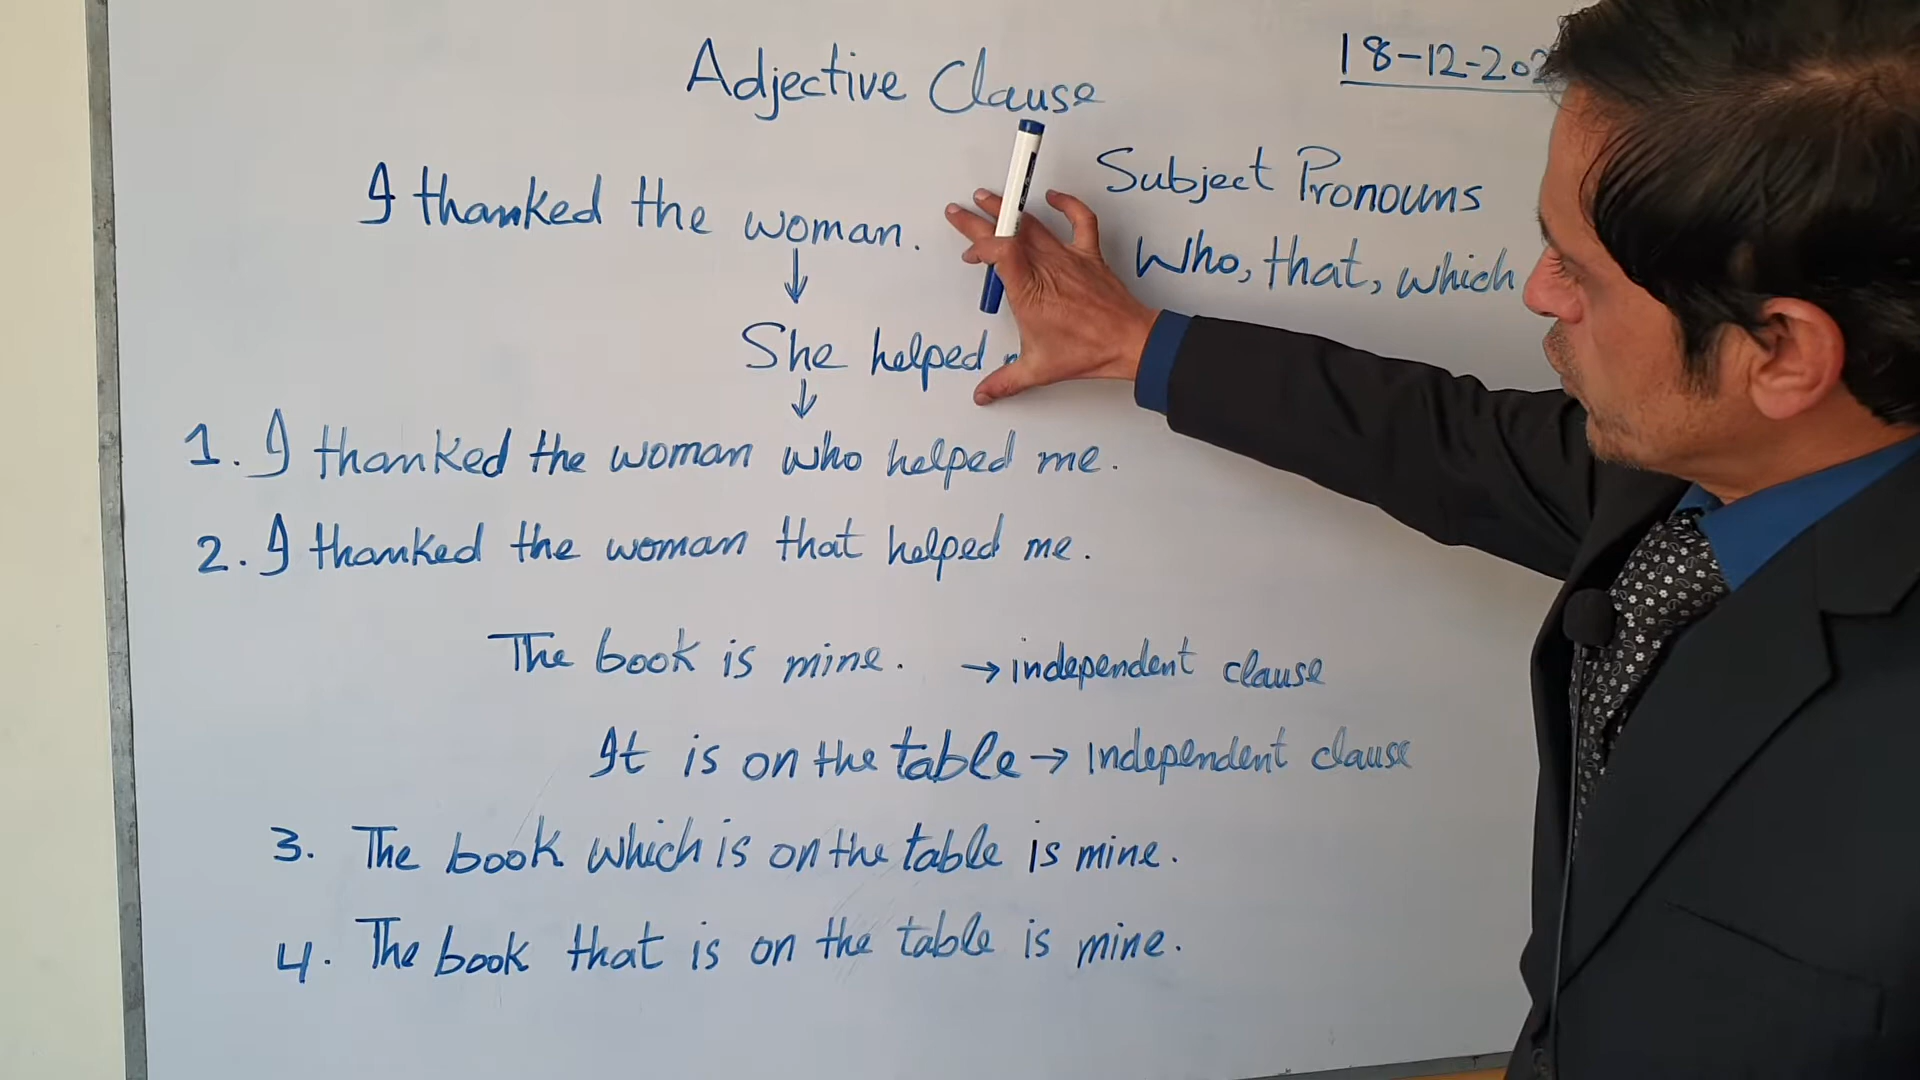 Adjective Clause
18-12-202
Subject Pronouns
Who, that, which
I thanked the woman.
She helped
1. I thanked the woman who helped me.
2. I thanked the woman that helped me.
The book is mine. → independent clause
It is on the table → independent clause
3. The book which is on the table is mine.
4. The book that is on the table is mine.